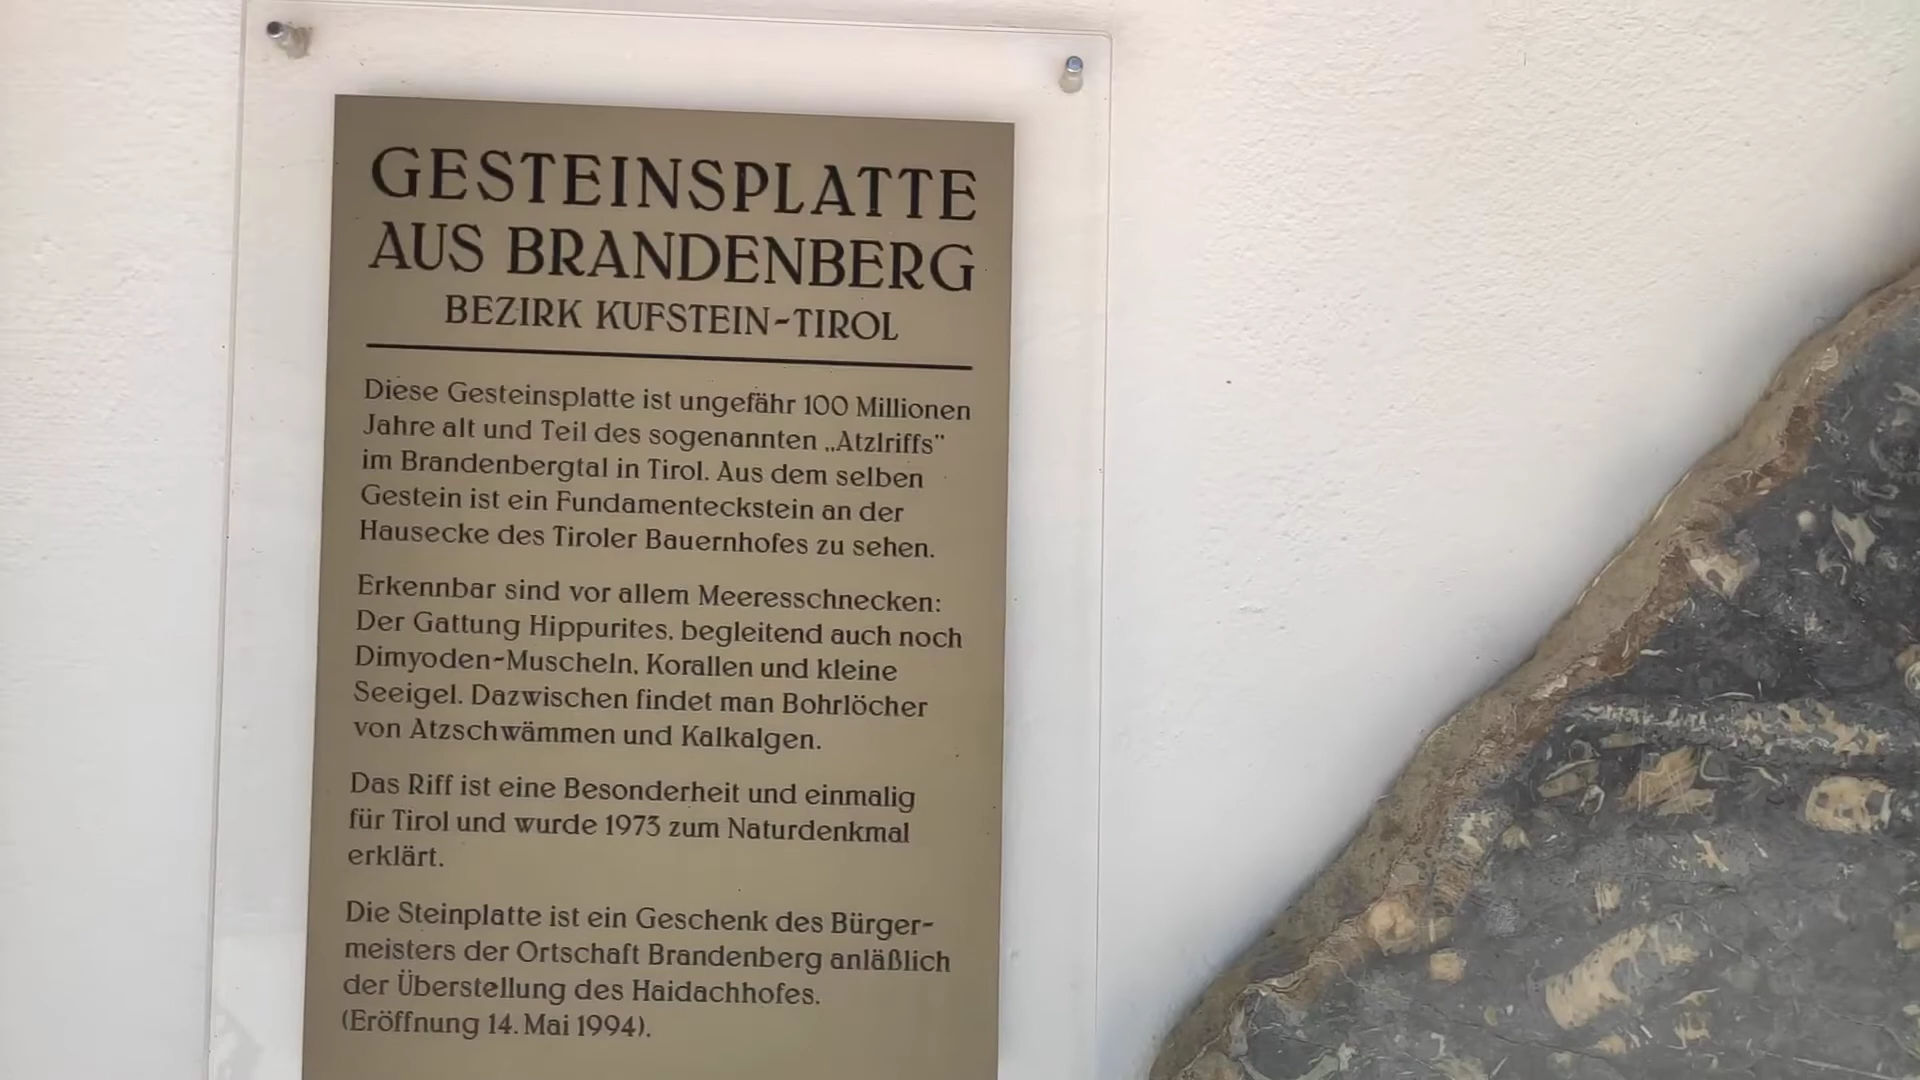 GESTEINSPLATTE
AUS BRANDENBERG
BEZIRK KUFSTEIN-TIROL
Diese Gesteinsplatte ist ungefähr 100 Millionen
Jahre alt und Teil des sogenannten „Atzlriffs"
im Brandenbergtal in Tirol. Aus dem selben
Gestein ist ein Fundamenteckstein an der
Hausecke des Tiroler Bauernhofes zu sehen.
Erkennbar sind vor allem Meeresschnecken:
Der Gattung Hippurites, begleitend auch noch
Dimyoden-Muscheln, Korallen und kleine
Seeigel. Dazwischen findet man Bohrlöcher
von Atzschwämmen und Kalkalgen.
Das Riff ist eine Besonderheit und einmalig
für Tirol und wurde 1973 zum Naturdenkmal
erklärt.
Die Steinplatte ist ein Geschenk des Bürger-
meisters der Ortschaft Brandenberg anläßlich
der Überstellung des Haidachhofes.
(Eröffnung 14. Mai 1994).